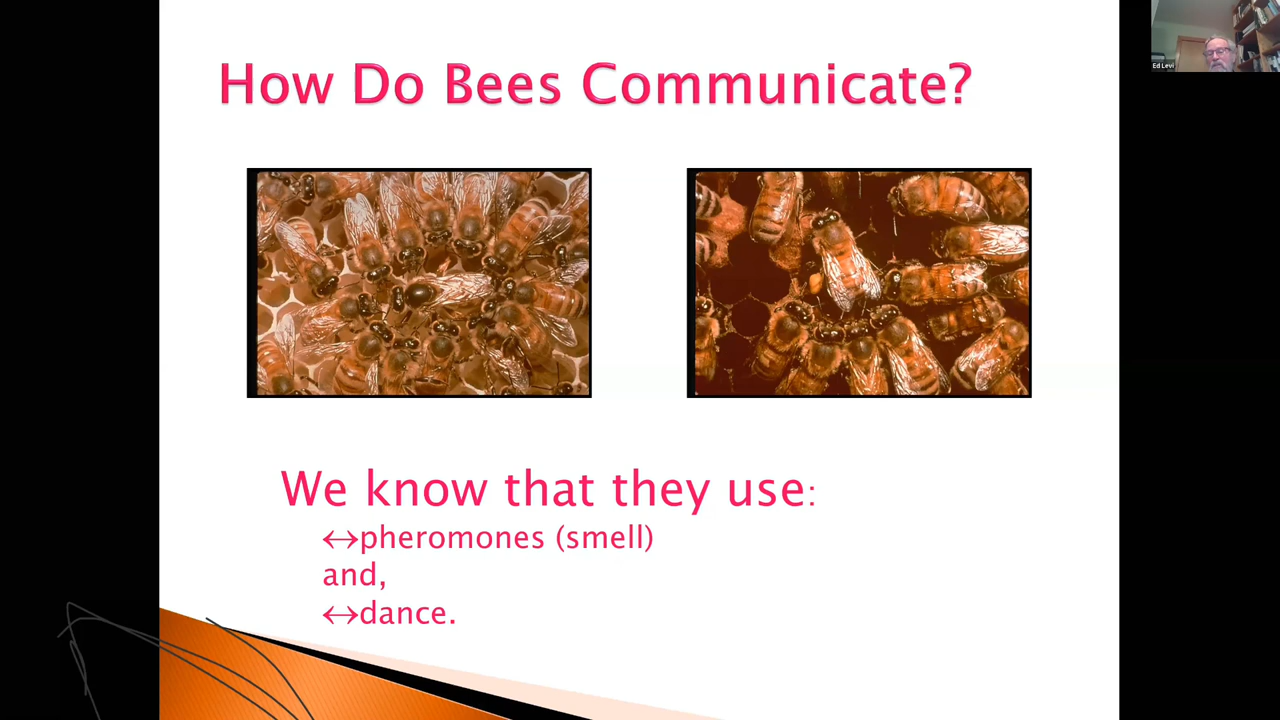 Ed Levi
How Do Bees Communicate?
We know that they use:
↔pheromones (smell)
and,
↔dance.